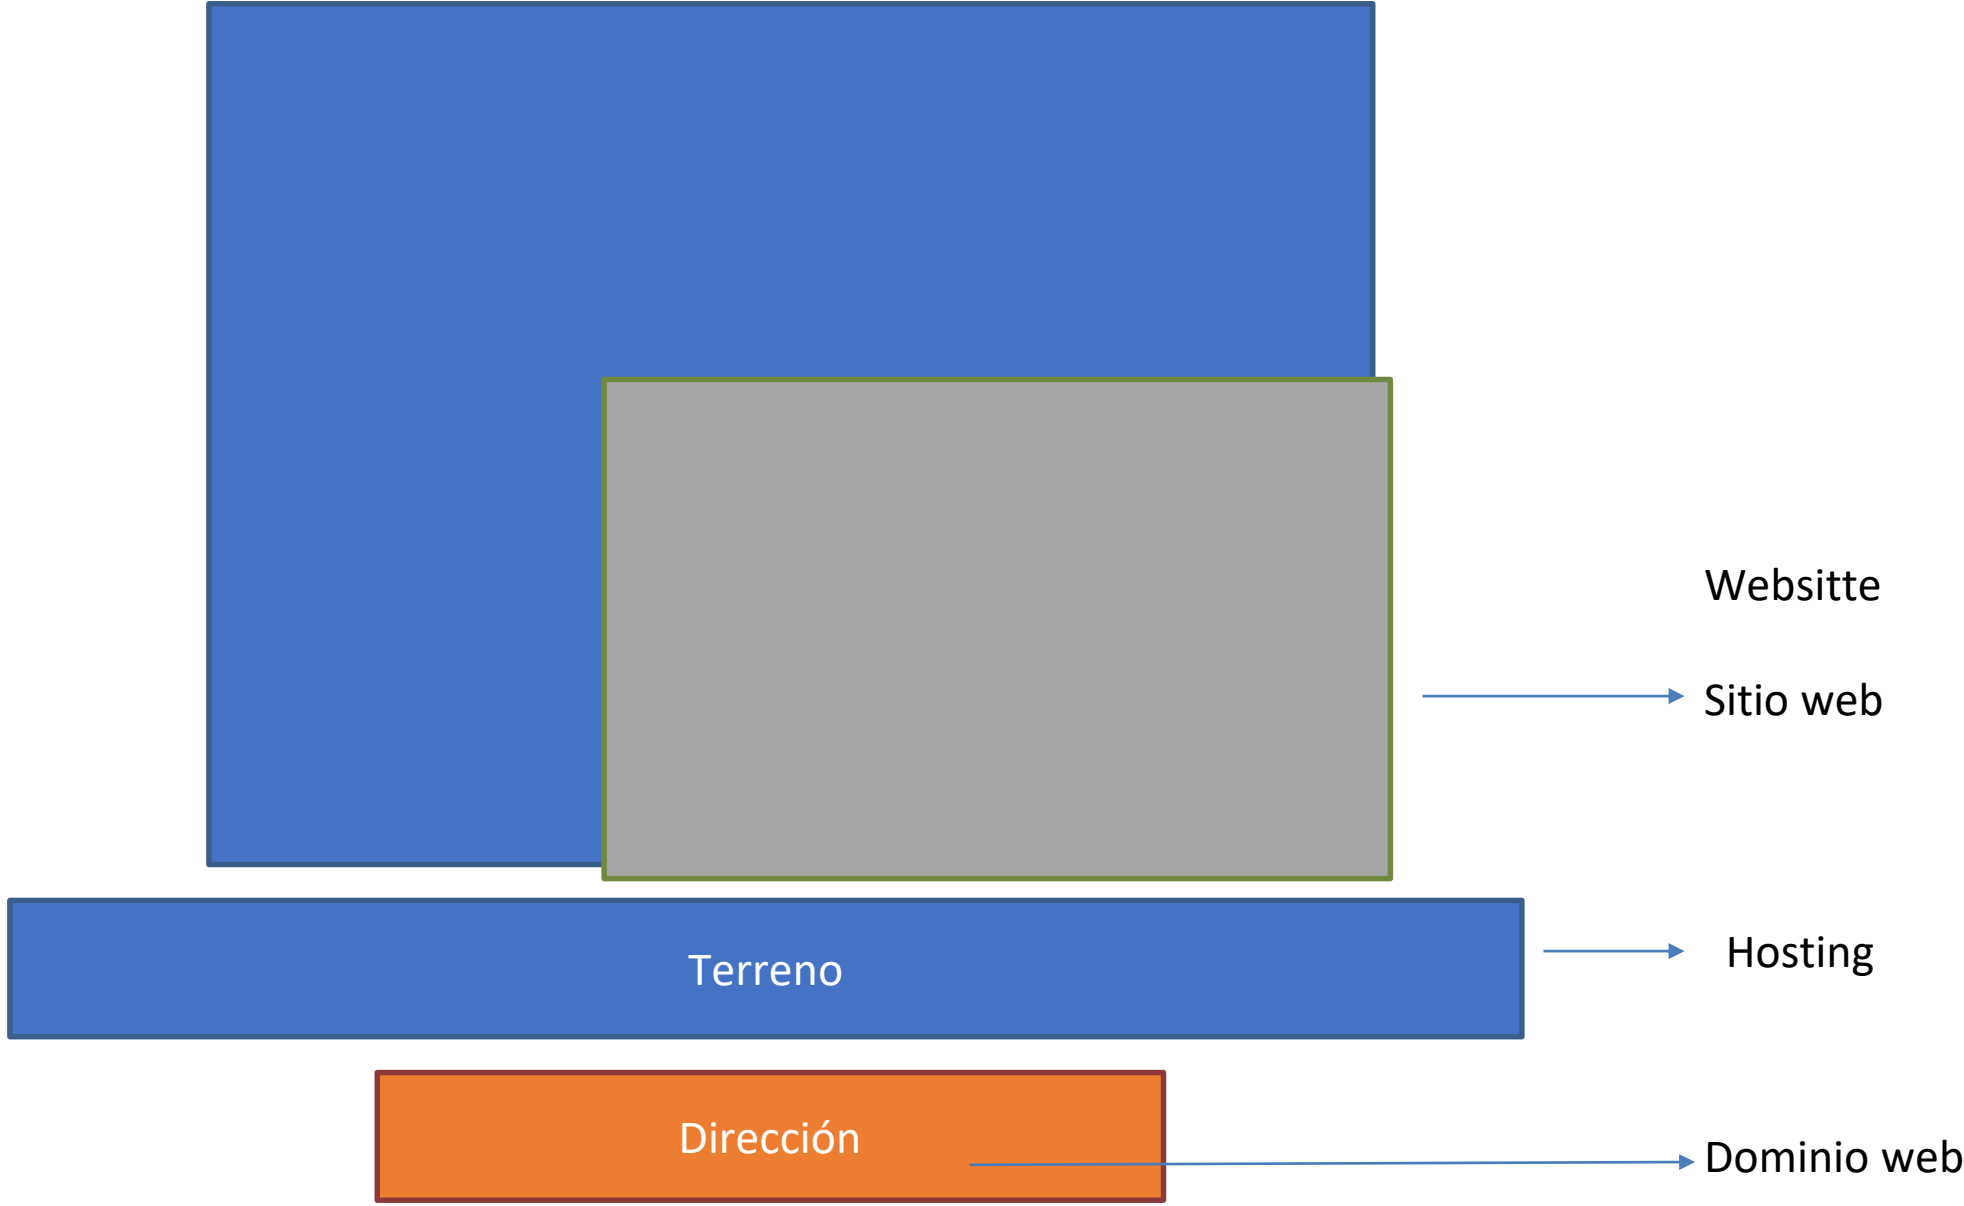 Websitte
Sitio web
Terreno
Hosting
Dirección
Dominio web